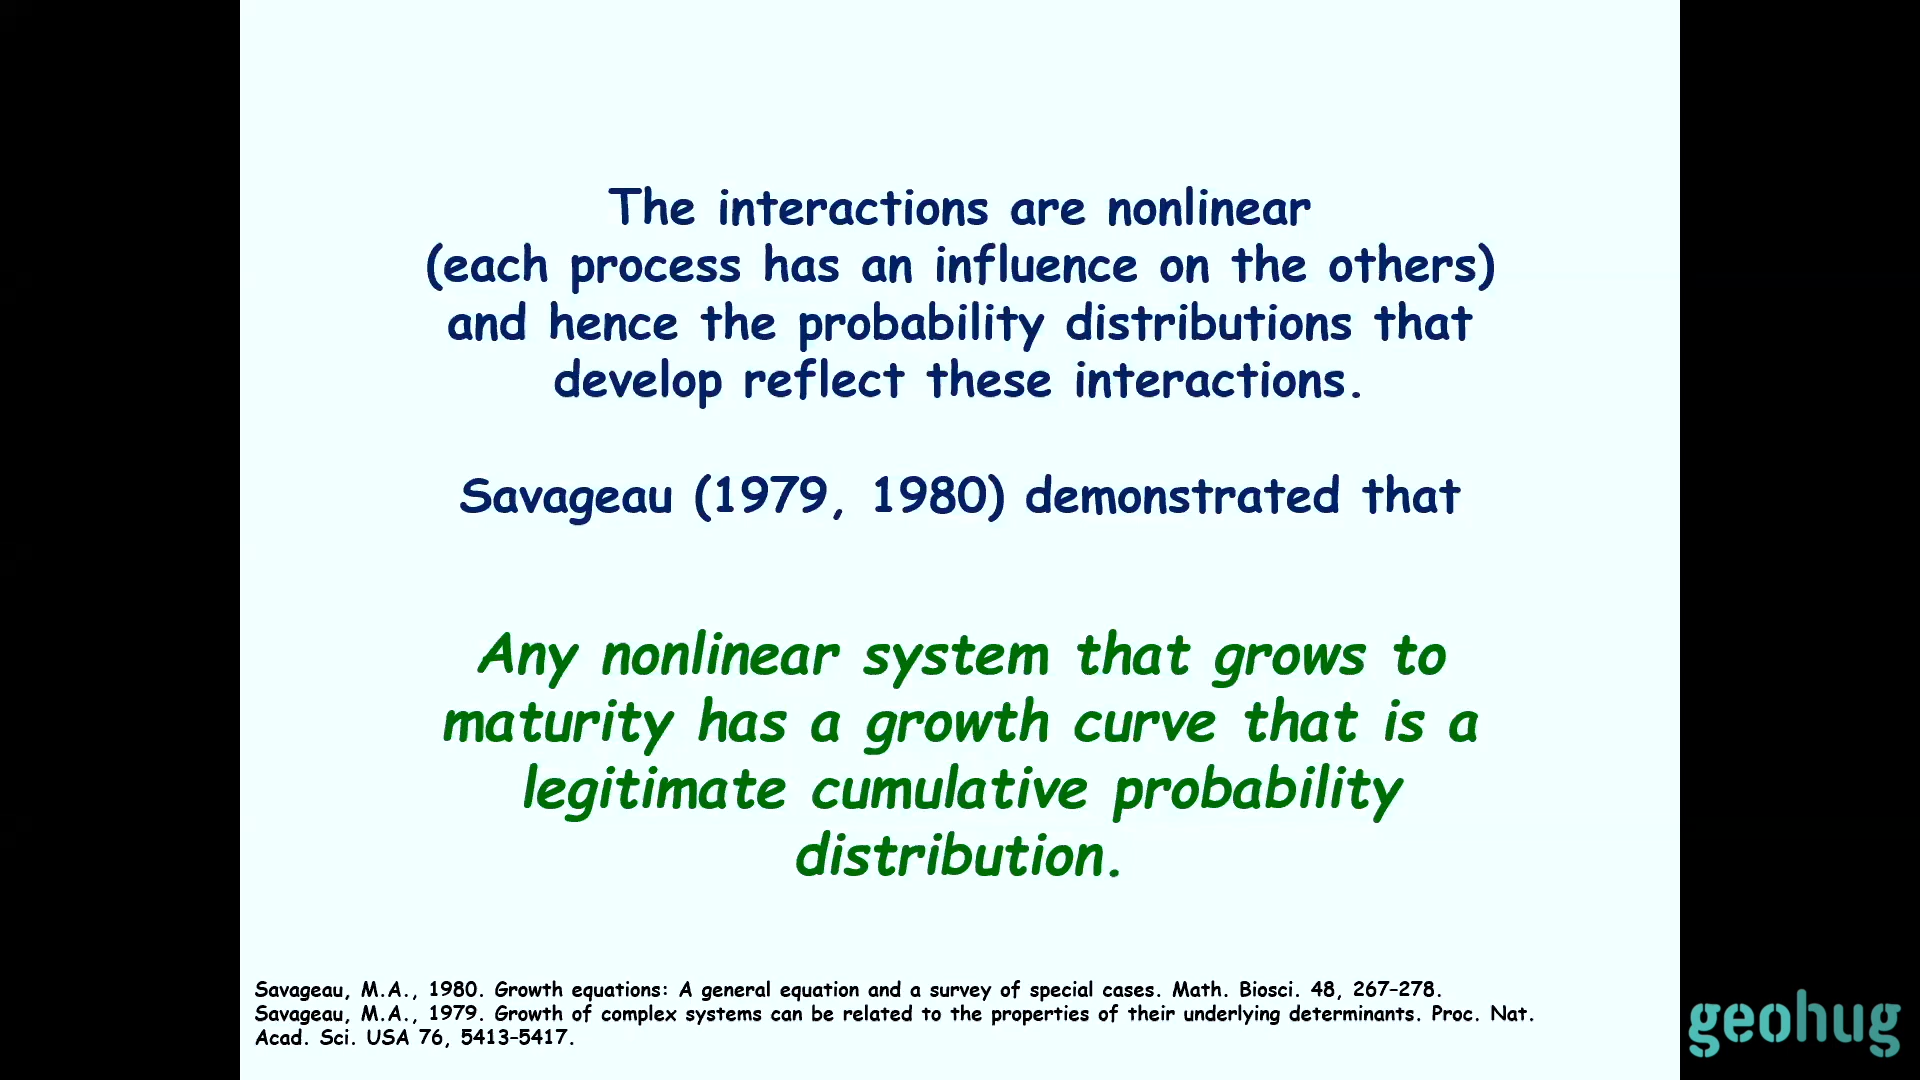 The interactions are nonlinear
(each process has an influence on the others)
and hence the probability distributions that
develop reflect these interactions.
Savageau (1979, 1980) demonstrated that
Any nonlinear system that grows to
maturity has a growth curve that is a
legitimate cumulative probability
distribution.
Savageau, M.A., 1980. Growth equations: A general equation and a survey of special cases. Math. Biosci. 48, 267–278.
Savageau, M.A., 1979. Growth of complex systems can be related to the properties of their underlying determinants. Proc. Nat.
Acad. Sci. USA 76, 5413–5417.
geohug